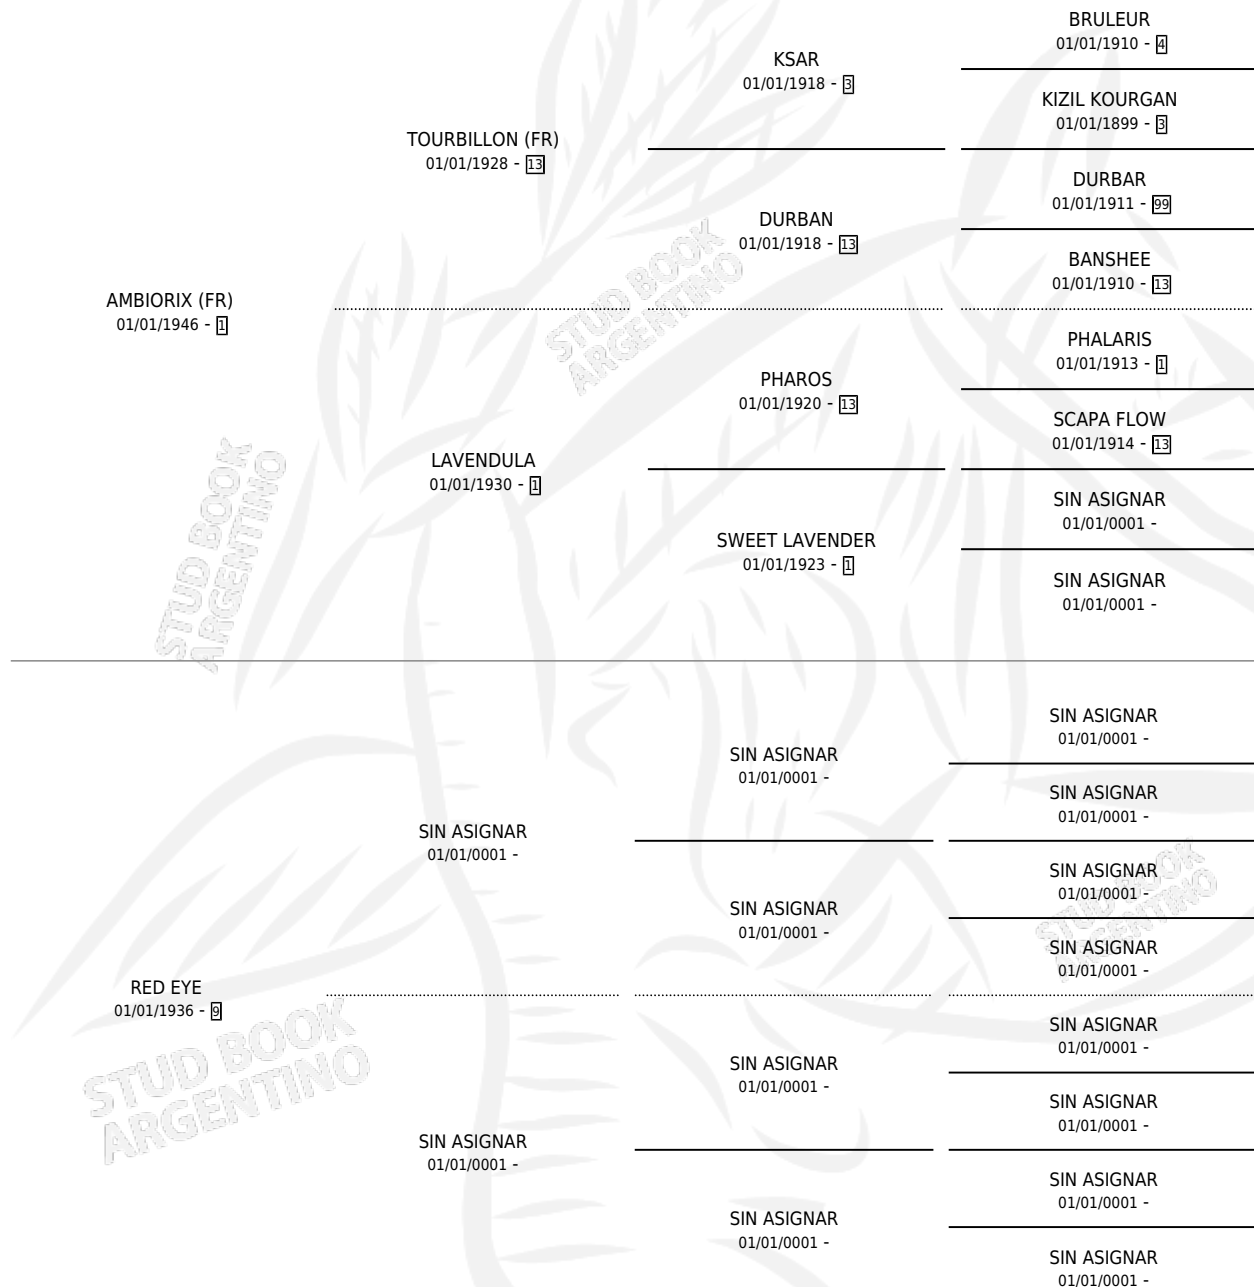 BRULEUR
01/01/1910 - 4
KSAR
01/01/1918 - 3
KIZIL KOURGAN
01/01/1899 - 3
TOURBILLON (FR)
01/01/1928 - 13
DURBAR
01/01/1911 - 99
DURBAN
01/01/1918 - 13
BANSHEE
01/01/1910 - 13
AMBIORIX (FR)
01/01/1946 - 1
PHALARIS
01/01/1913 - 1
PHAROS
01/01/1920 - 13
SCAPA FLOW
01/01/1914 - 13
LAVENDULA
01/01/1930 - 1
SIN ASIGNAR
01/01/0001 -
SWEET LAVENDER
01/01/1923 - 1
SIN ASIGNAR
01/01/0001 -
SIN ASIGNAR
01/01/0001 -
SIN ASIGNAR
01/01/0001 -
SIN ASIGNAR
01/01/0001 -
SIN ASIGNAR
01/01/0001 -
SIN ASIGNAR
01/01/0001 -
SIN ASIGNAR
01/01/0001 -
SIN ASIGNAR
01/01/0001 -
RED EYE
01/01/1936 - 9
SIN ASIGNAR
01/01/0001 -
SIN ASIGNAR
01/01/0001 -
SIN ASIGNAR
01/01/0001 -
SIN ASIGNAR
01/01/0001 -
SIN ASIGNAR
01/01/0001 -
SIN ASIGNAR
01/01/0001 -
SIN ASIGNAR
01/01/0001 -
STUD BOOK
ARGENTINO
STUD BOOK
ARGENTINO
STUD BOOK
ARGENTINO
STUD BOOK
ARGENTINO